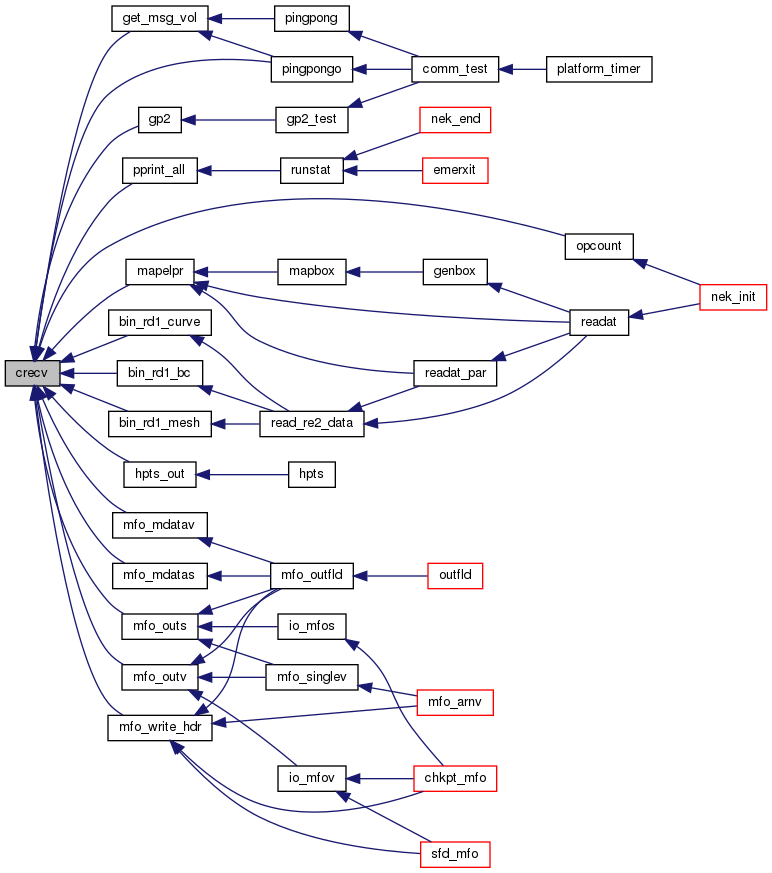 get_msg_vol
pingpong
pingpongo
comm_test
platform_timer
gp2
gp2_test
nek_end
pprint_all
runstat
emerxit
opcount
mapelpr
mapbox
genbox
nek_init
bin_rd1_curve
readat
crecv
bin_rd1_bc
readat_par
bin_rd1_mesh
read_re2_data
hpts_out
hpts
mfo_mdatav
mfo_mdatas
mfo_outfld
outfld
mfo_outs
io_mfos
mfo_outv
mfo_singlev
mfo_arnv
mfo_write_hdr
io_mfov
chkpt_mfo
sfd_mfo